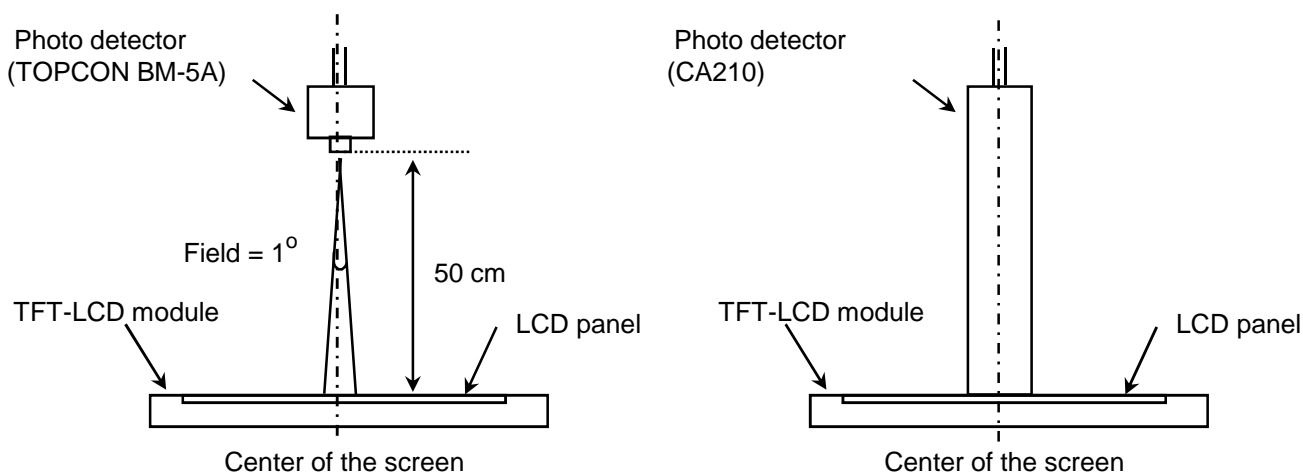 Photo detector
(TOPCON BM-5A)
Field = 1o
50 cm
TFT-LCD module
LCD panel
Center of the screen
Photo detector
(CA210)
TFT-LCD module
LCD panel
Center of the screen